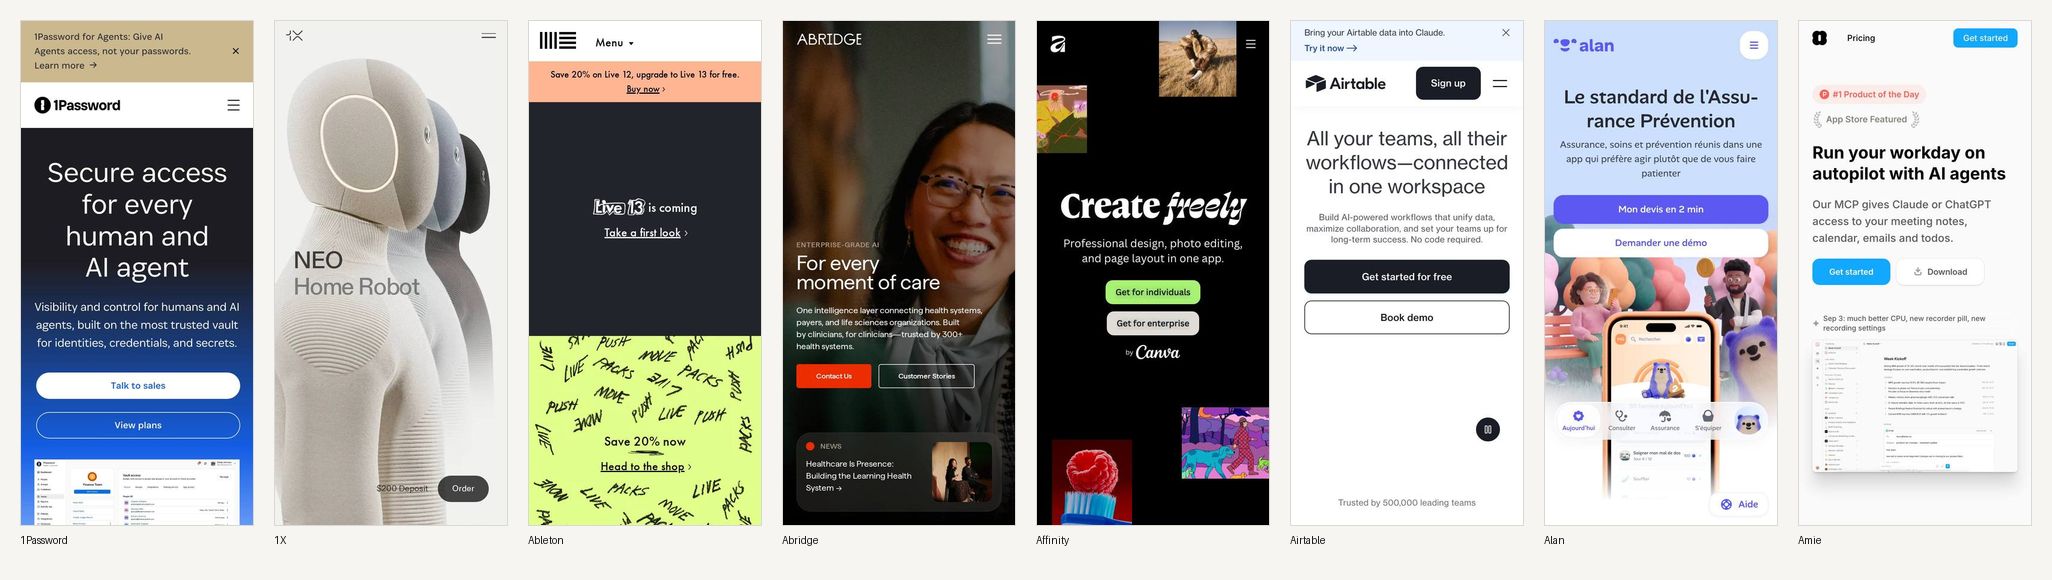 1Password for Agents: Give AI
Agents access, not your passwords.
Learn more →
1Password
Secure access
for every
human and
AI agent
Visibility and control for humans and AI
agents, built on the most trusted vault
for identities, credentials, and secrets.
Talk to sales
View plans
1Password
1X
NEO
Home Robot
$200 Deposit
Order
1X
Menu
Save 20% on Live 12, upgrade to Live 13 for free.
Buy now ›
Live 13 is coming
Take a first look ›
Save 20% now
Head to the shop ›
Ableton
ABRIDGE
ENTERPRISE-GRADE AI
For every
moment of care
One intelligence layer connecting health systems,
payers, and life sciences organizations. Built
by clinicians, for clinicians—trusted by 300+
health systems.
Contact Us
Customer Stories
NEWS
Healthcare Is Presence:
Building the Learning Health
System →
Abridge
Create freely
Professional design, photo editing,
and page layout in one app.
Get for individuals
Get for enterprise
by Canva
Affinity
Bring your Airtable data into Claude.
Try it now →
Airtable
Sign up
All your teams, all their
workflows—connected
in one workspace
Build AI-powered workflows that unify data,
maximize collaboration, and set your teams up for
long-term success. No code required.
Get started for free
Book demo
Trusted by 500,000 leading teams
Airtable
alan
Le standard de l'Assu-
rance Prévention
Assurance, soins et prévention réunis dans une
app qui préfère agir plutôt que de vous faire
patienter
Mon devis en 2 min
Demander une démo
9:41
Rechercher
Aujourd'hui
Consulter
Assurance
S'équiper
Soigner mon mal de dos
Souffler
Aide
Alan
Pricing
Get started
#1 Product of the Day
App Store Featured
Run your workday on
autopilot with AI agents
Our MCP gives Claude or ChatGPT
access to your meeting notes,
calendar, emails and todos.
Get started
Download
Sep 3: much better CPU, new recorder pill, new
recording settings
Week Kickoff
Amie